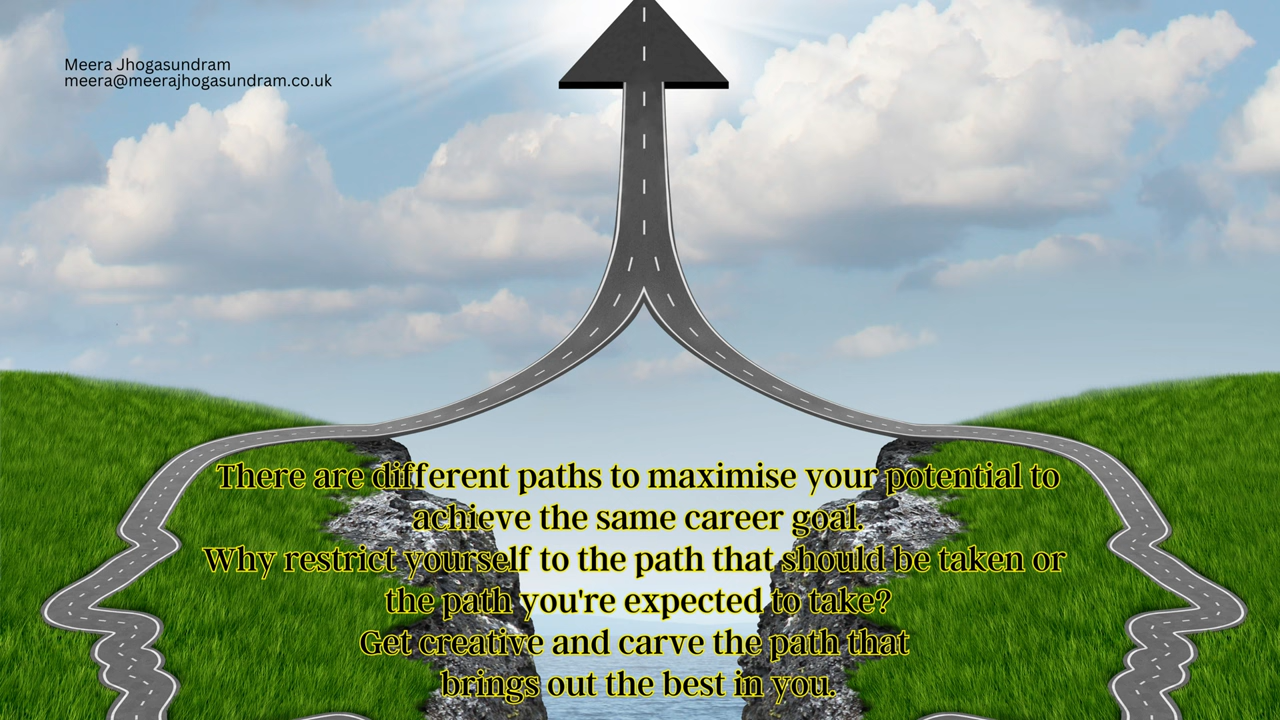 Meera Jhogasundram
meera@meerajhogasundram.co.uk
There are different paths to maximise your potential to
achieve the same career goal.
Why restrict yourself to the path that should be taken or
the path you're expected to take?
Get creative and carve the path that
brings out the best in you.